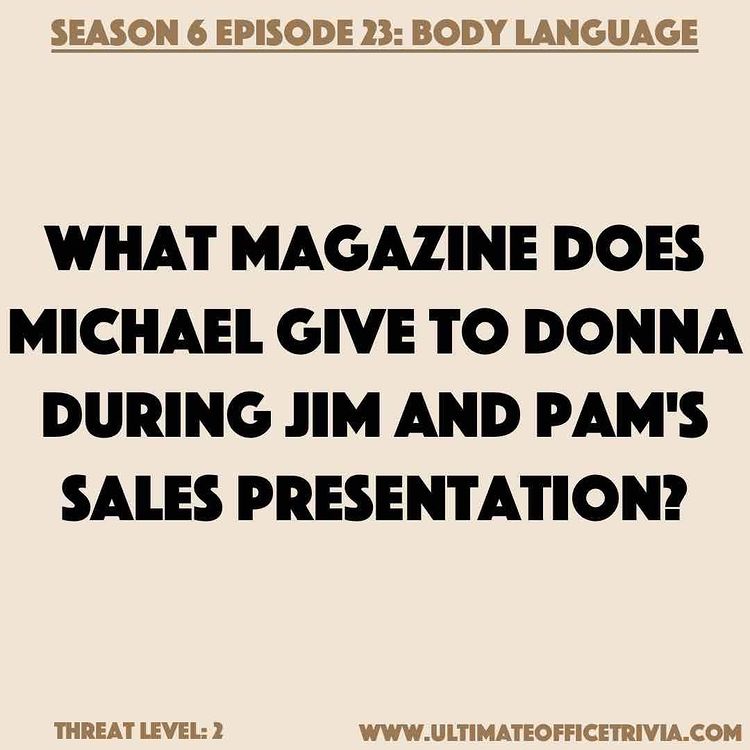 SEASON 6 EPISODE 23: BODY LANGUAGE
WHAT MAGAZINE DOES
MICHAEL GIVE TO DONNA
DURING JIM AND PAM'S
SALES PRESENTATION?
THREAT LEVEL: 2
WWW.ULTIMATEOFFICETRIVIA.COM